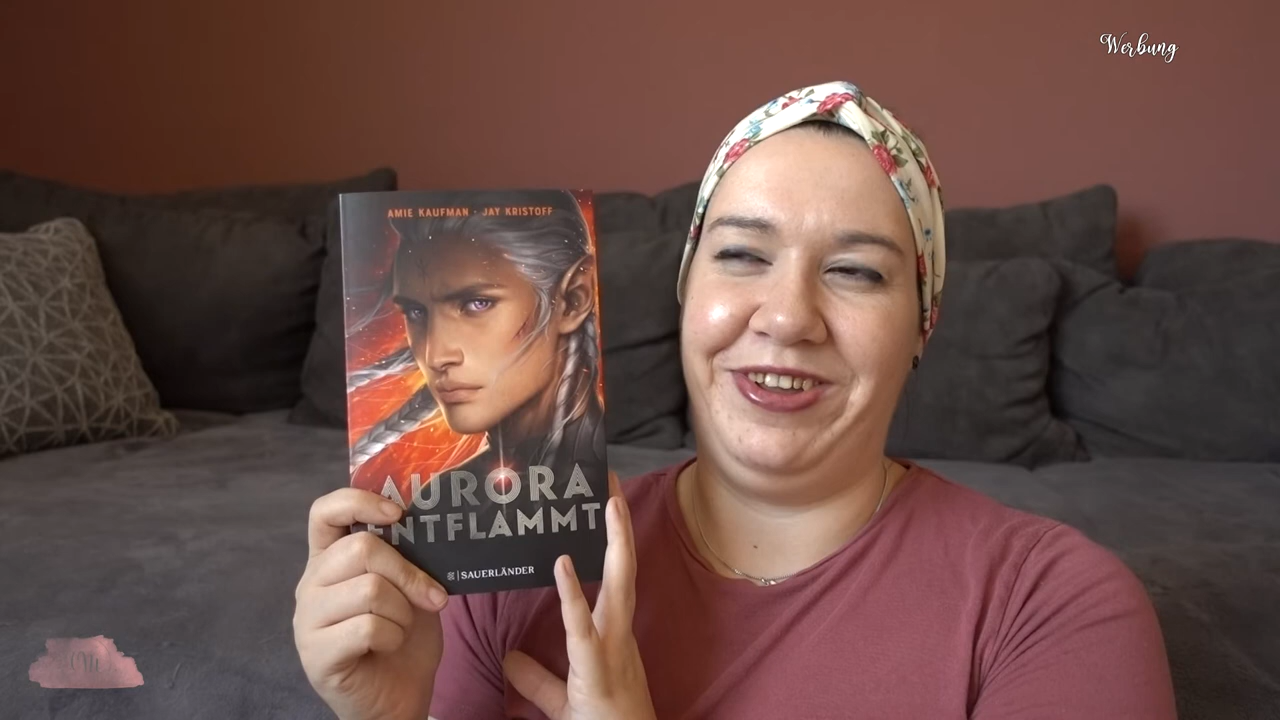 Werbung
AMIE KAUFMAN · JAY KRISTOFF
AURORA
ENTFLAMMT
SAUERLÄNDER